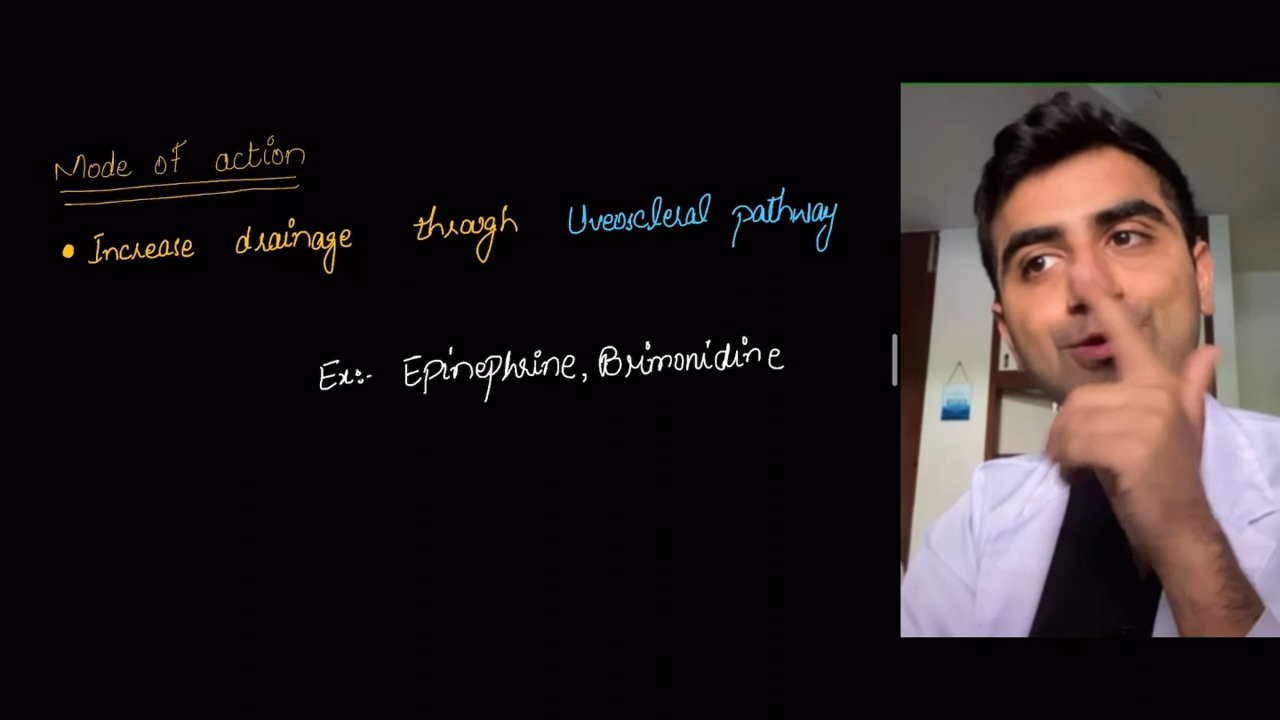 Mode of action
• Increase drainage through Uveoscleral pathway
Ex:- Epinephrine, Brimonidine